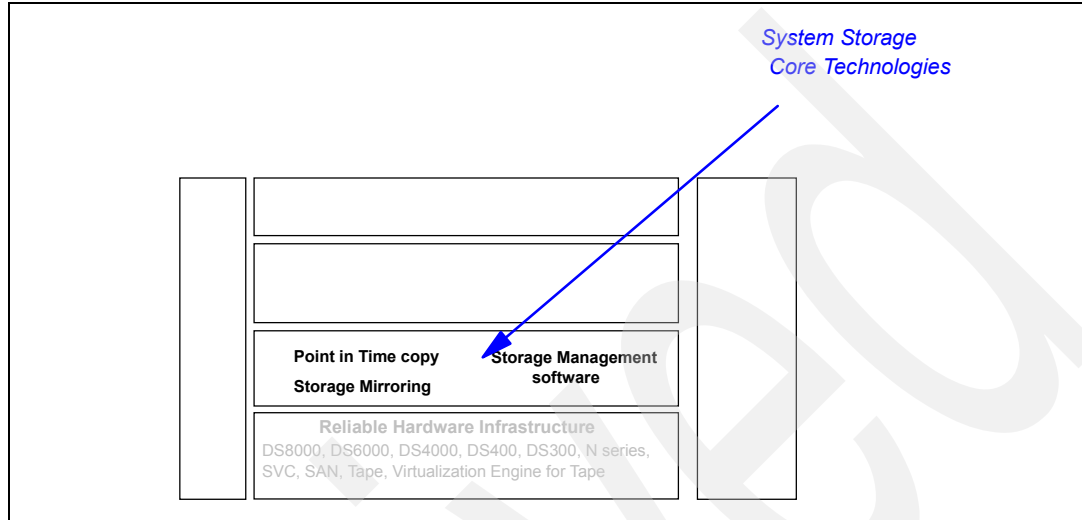 System Storage
Core Technologies
Point in Time copy
Storage Management
software
Storage Mirroring
Reliable Hardware Infrastructure
DS8000, DS6000, DS4000, DS400, DS300, N series,
SVC, SAN, Tape, Virtualization Engine for Tape